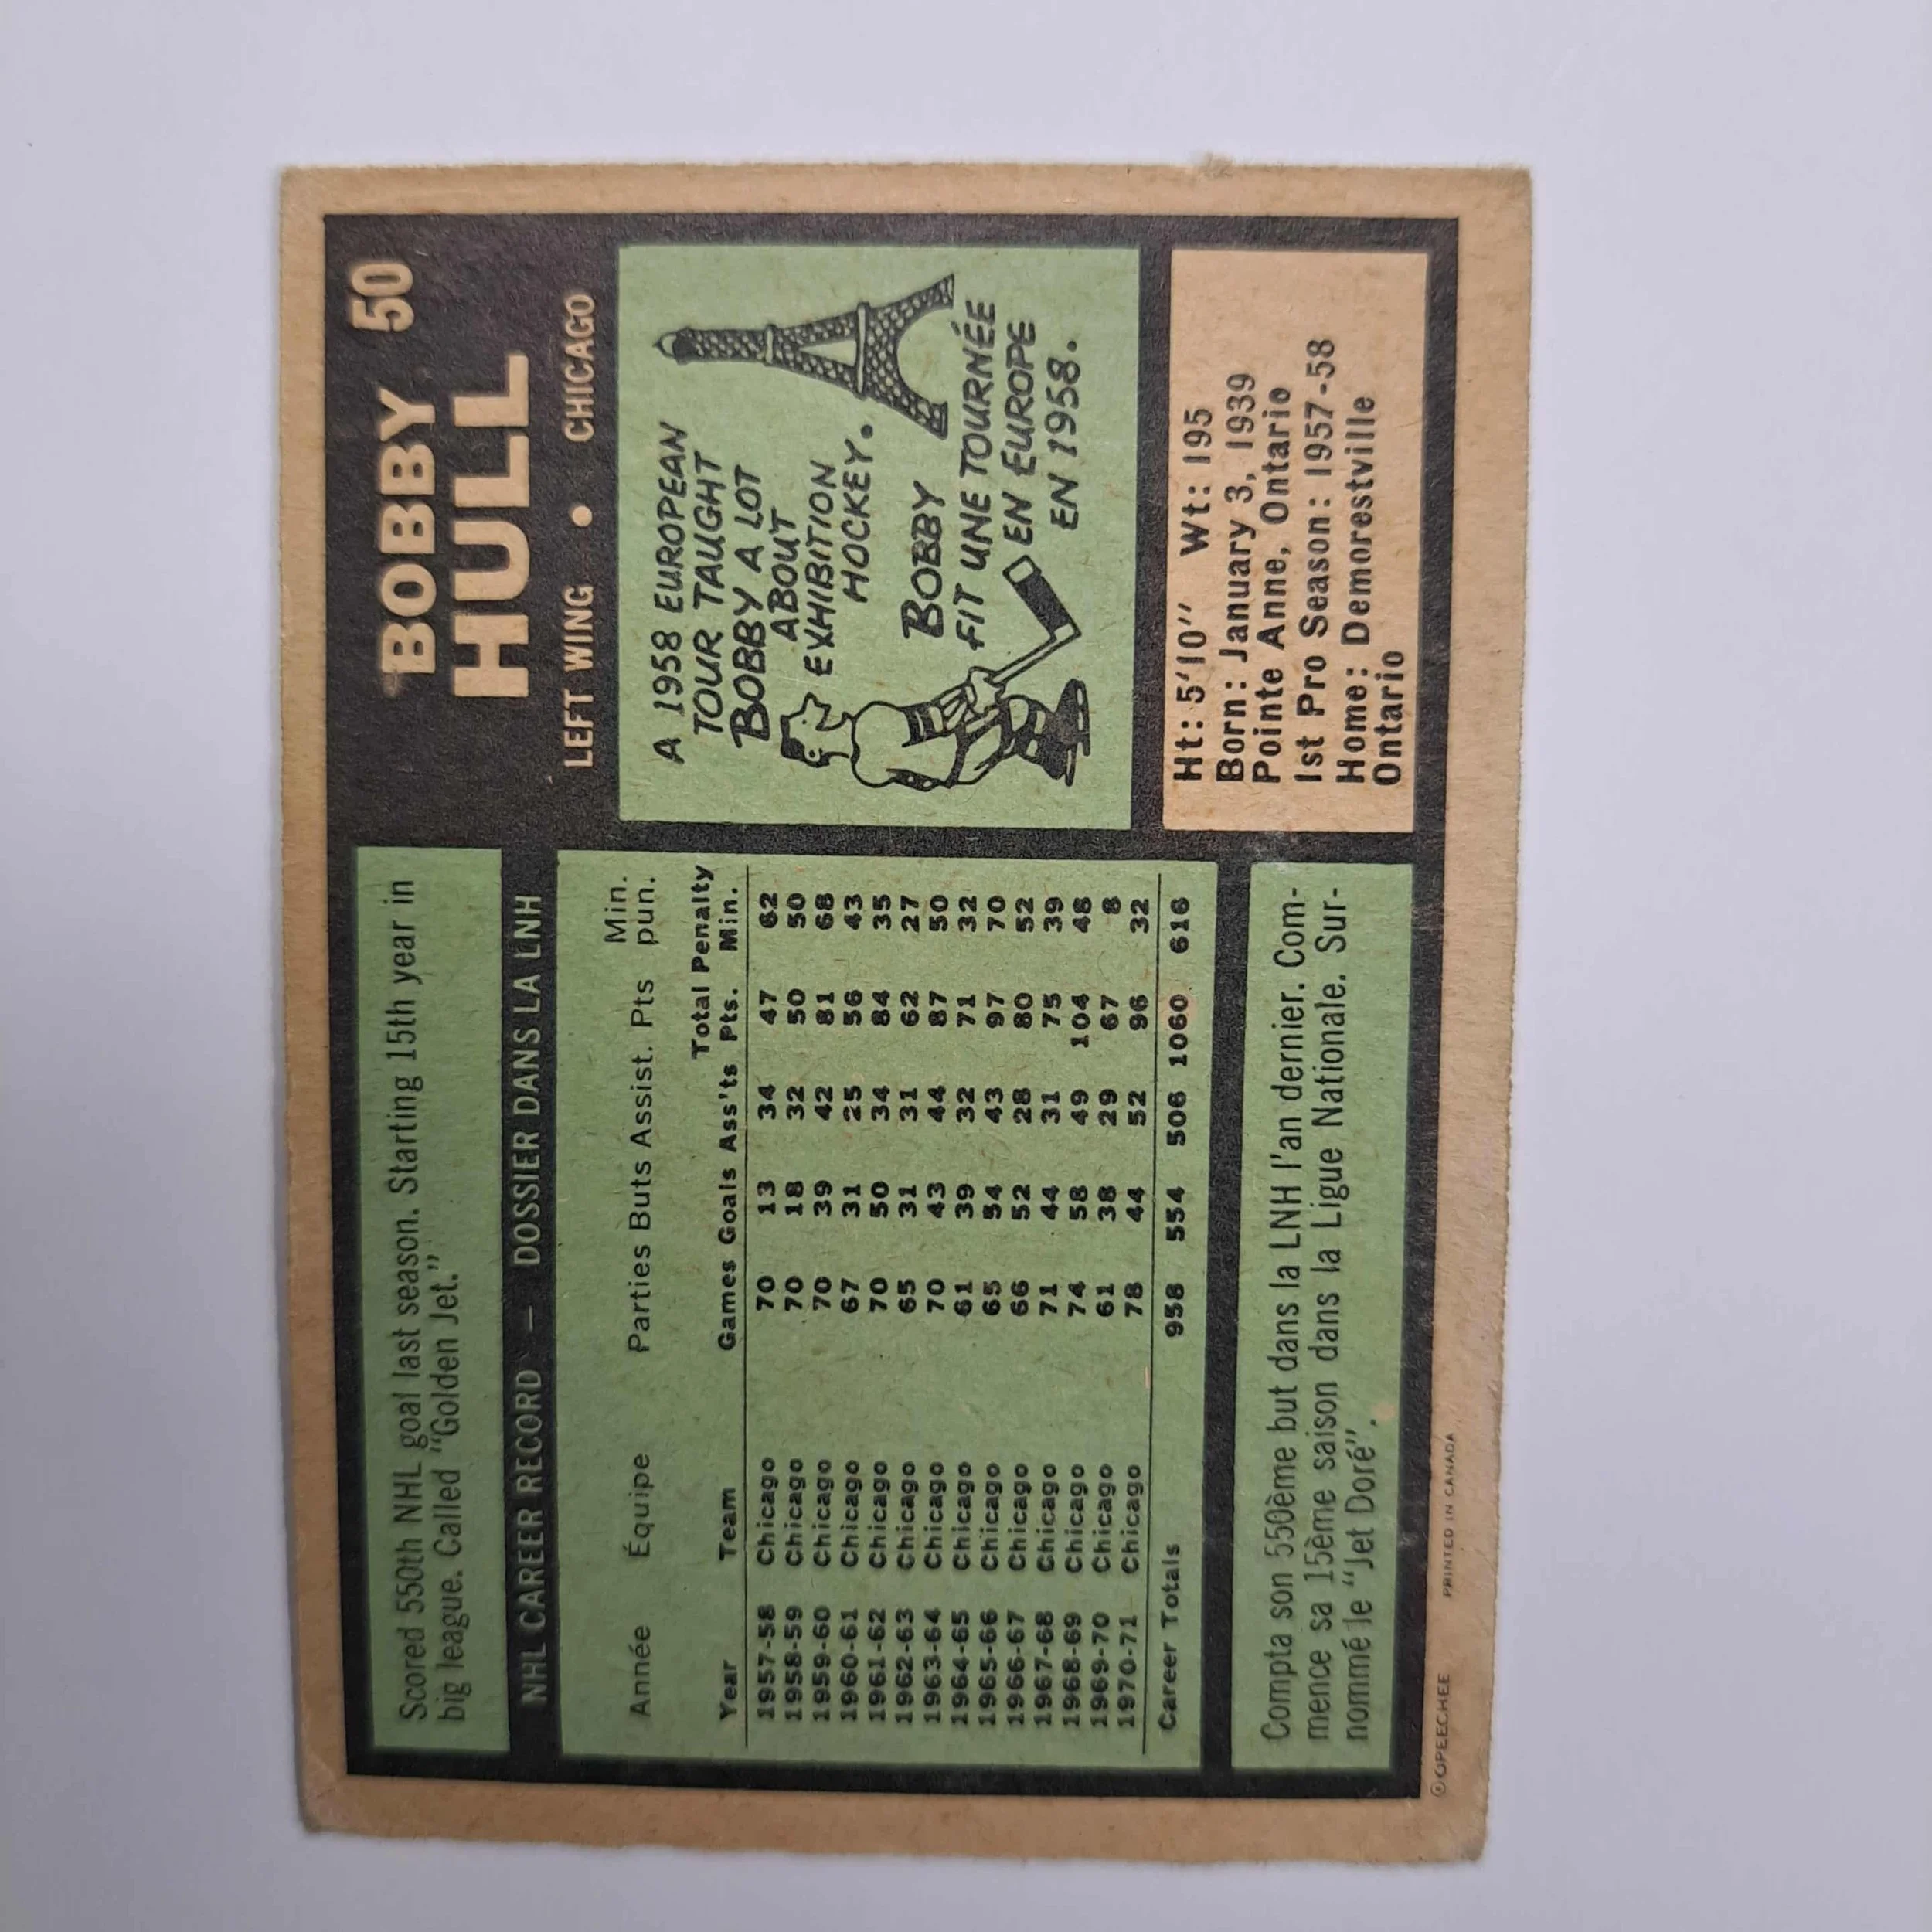 Scored 550th NHL goal last season. Starting 15th year in
big league. Called "Golden Jet."
BOBBY 50
HULL
LEFT WING • CHICAGO
NHL CAREER RECORD — DOSSIER DANS LA LNH
Année Équipe Parties Buts Assist. Pts Min. pun.
Year Team Games Goals Ass'ts Total Pts. Penalty Min.
1957-58 Chicago 70 13 34 47 62
1958-59 Chicago 70 18 32 50 50
1959-60 Chicago 70 39 42 81 68
1960-61 Chicago 67 31 25 56 43
1961-62 Chicago 70 50 34 84 35
1962-63 Chicago 65 31 31 62 27
1963-64 Chicago 70 43 44 87 50
1964-65 Chicago 61 39 32 71 32
1965-66 Chicago 65 54 43 97 70
1966-67 Chicago 66 52 28 80 52
1967-68 Chicago 71 44 31 75 39
1968-69 Chicago 74 58 49 104 48
1969-70 Chicago 61 38 29 67 8
1970-71 Chicago 78 44 52 96 32
Career Totals 958 554 506 1060 616
A 1958 EUROPEAN
TOUR TAUGHT
BOBBY A LOT
ABOUT
EXHIBITION
HOCKEY.
BOBBY
FIT UNE TOURNÉE
EN EUROPE
EN 1958.
Ht: 5'10" Wt: 195
Born: January 3, 1939
Pointe Anne, Ontario
1st Pro Season: 1957-58
Home: Demorestville
Ontario
Compta son 550ème but dans la LNH l'an dernier. Com-
mence sa 15ème saison dans la Ligue Nationale. Sur-
nommé le "Jet Doré".
©OPEECHEE PRINTED IN CANADA